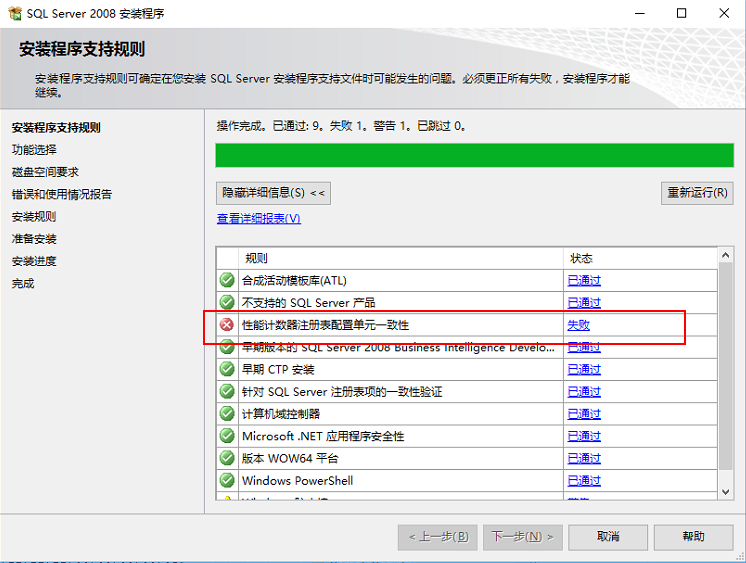 SQL Server 2008 安装程序
安装程序支持规则
安装程序支持规则可确定在您安装 SQL Server 安装程序支持文件时可能发生的问题。必须更正所有失败，安装程序才能
继续。
安装程序支持规则
功能选择
磁盘空间要求
错误和使用情况报告
安装规则
准备安装
安装进度
完成
操作完成。已通过: 9。失败 1。警告 1。已跳过 0。
隐藏详细信息(S) <<
重新运行(R)
查看详细报表(V)
规则 状态
合成活动模板库(ATL) 已通过
不支持的 SQL Server 产品 已通过
性能计数器注册表配置单元一致性 失败
早期版本的 SQL Server 2008 Business Intelligence Develo... 已通过
早期 CTP 安装 已通过
针对 SQL Server 注册表项的一致性验证 已通过
计算机域控制器 已通过
Microsoft .NET 应用程序安全性 已通过
版本 WOW64 平台 已通过
Windows PowerShell 已通过
< 上一步(B) 下一步(N) > 取消 帮助